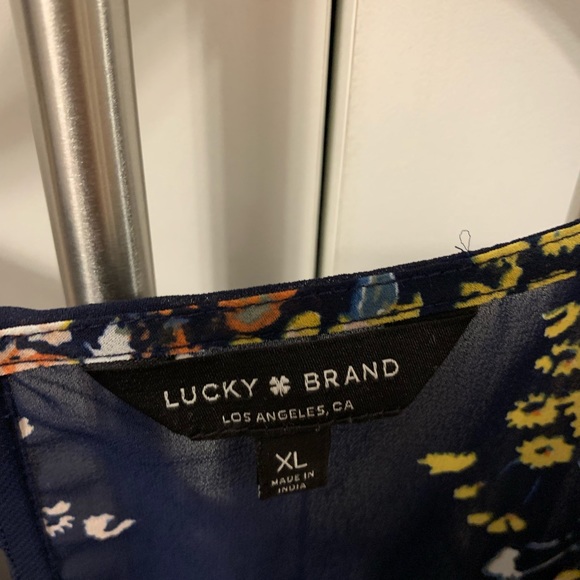 LUCKY BRAND
LOS ANGELES, CA
XL
MADE IN
INDIA